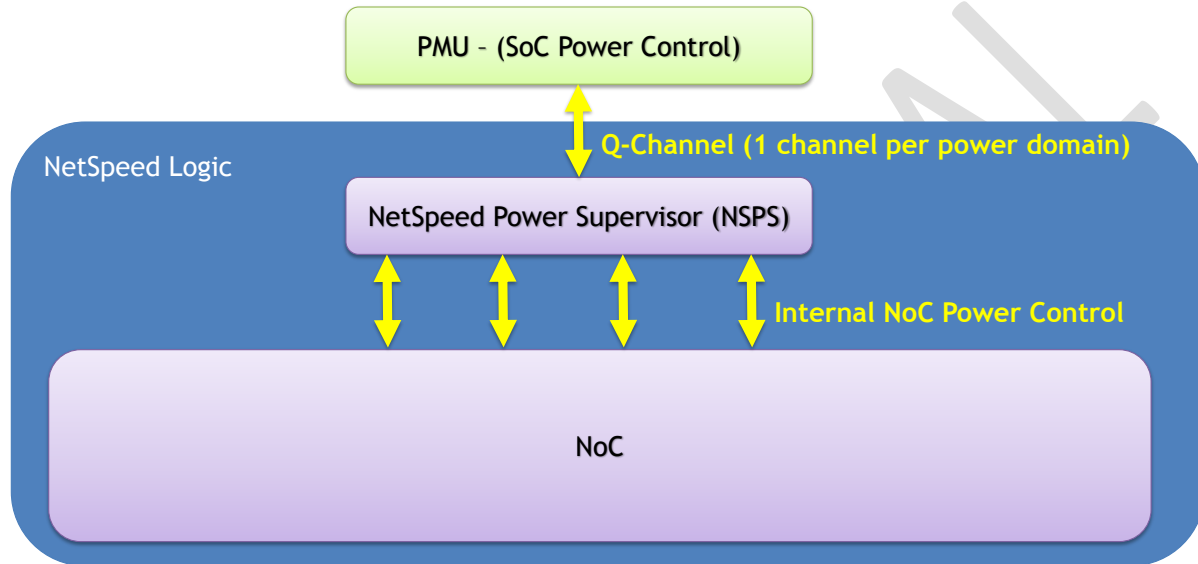 PMU – (SoC Power Control)
Q-Channel (1 channel per power domain)
NetSpeed Logic
NetSpeed Power Supervisor (NSPS)
Internal NoC Power Control
NoC